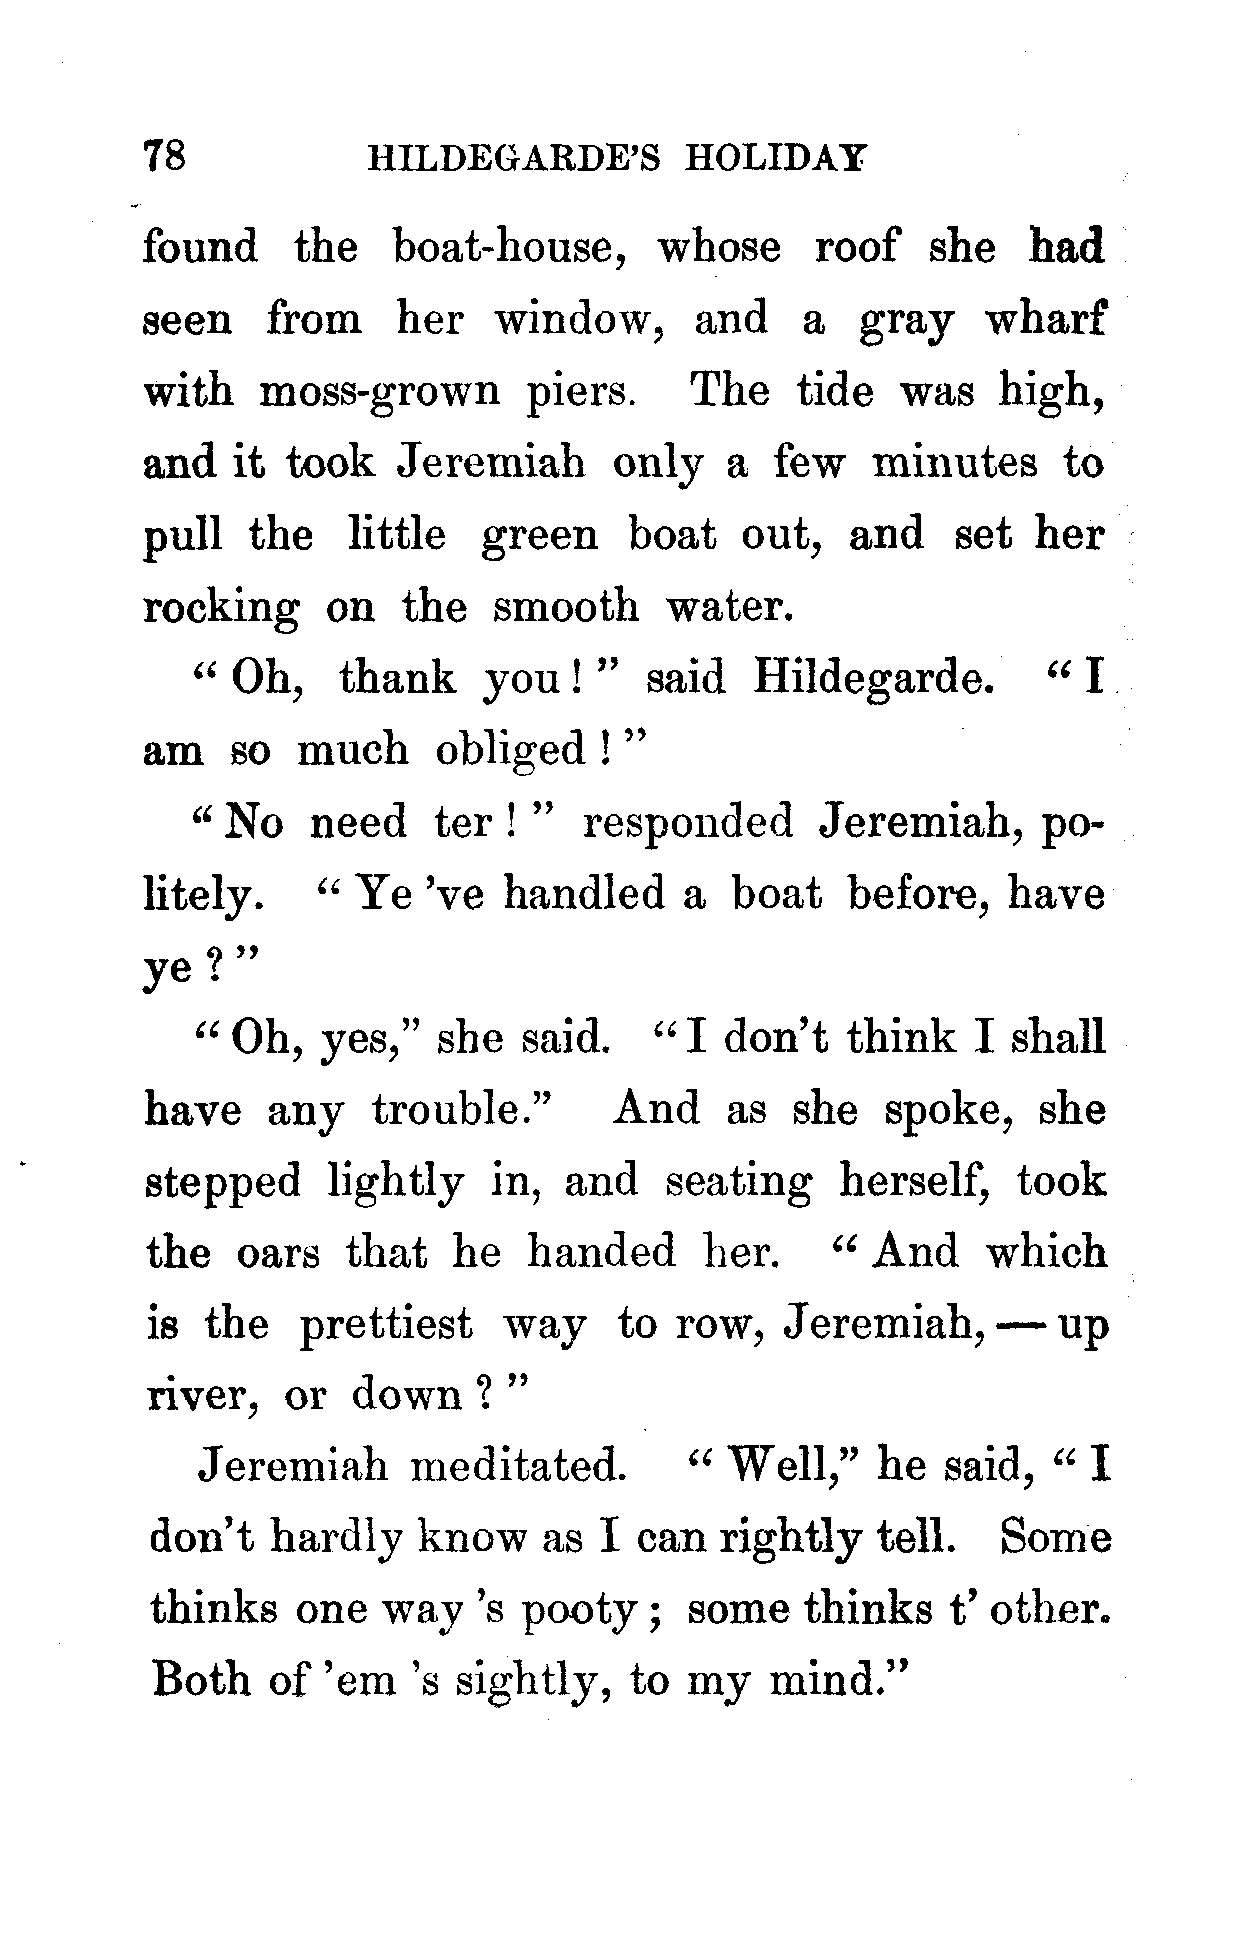 78 HILDEGARDE'S HOLIDAY
found the boat-house, whose roof she had
seen from her window, and a gray wharf
with moss-grown piers. The tide was high,
and it took Jeremiah only a few minutes to
pull the little green boat out, and set her
rocking on the smooth water.
“ Oh, thank you ! ” said Hildegarde. “ I
am so much obliged ! ”
“ No need ter ! ” responded Jeremiah, po-
litely. “ Ye 've handled a boat before, have
ye ? ”
“ Oh, yes,” she said. “ I don't think I shall
have any trouble.” And as she spoke, she
stepped lightly in, and seating herself, took
the oars that he handed her. “ And which
is the prettiest way to row, Jeremiah, — up
river, or down ? ”
Jeremiah meditated. “ Well,” he said, “ I
don't hardly know as I can rightly tell. Some
thinks one way 's pooty ; some thinks t' other.
Both of 'em 's sightly, to my mind.”